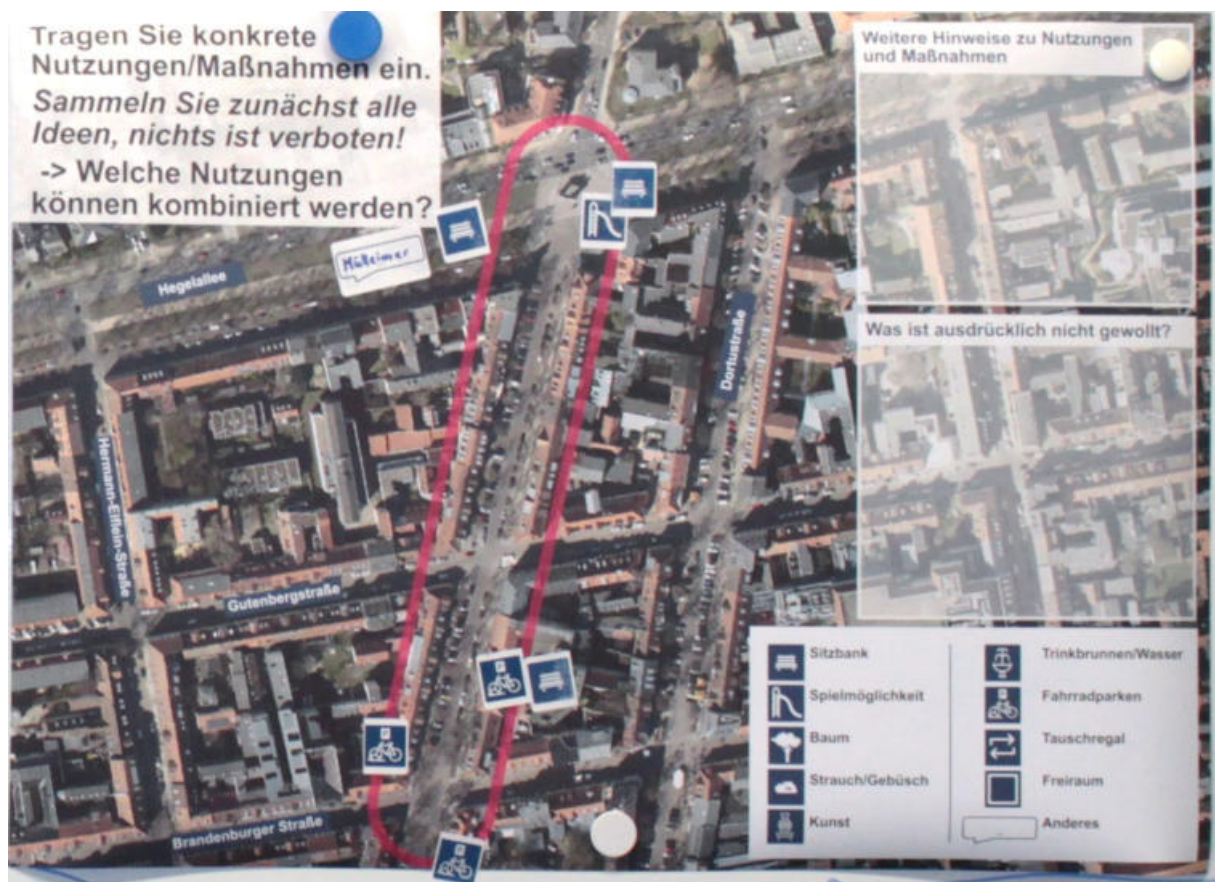 Tragen Sie konkrete
Nutzungen/Maßnahmen ein.
Sammeln Sie zunächst alle
Ideen, nichts ist verboten!
-> Welche Nutzungen
können kombiniert werden?
Weitere Hinweise zu Nutzungen
und Maßnahmen
Mülleimer
Hegelallee
Dortustraße
Was ist ausdrücklich nicht gewollt?
Hermann-Elflein-Straße
Gutenbergstraße
Brandenburger Straße
P
P
P
Sitzbank
Spielmöglichkeit
Baum
Strauch/Gebüsch
Kunst
Trinkbrunnen/Wasser
P
Fahrradparken
Tauschregal
Freiraum
Anderes